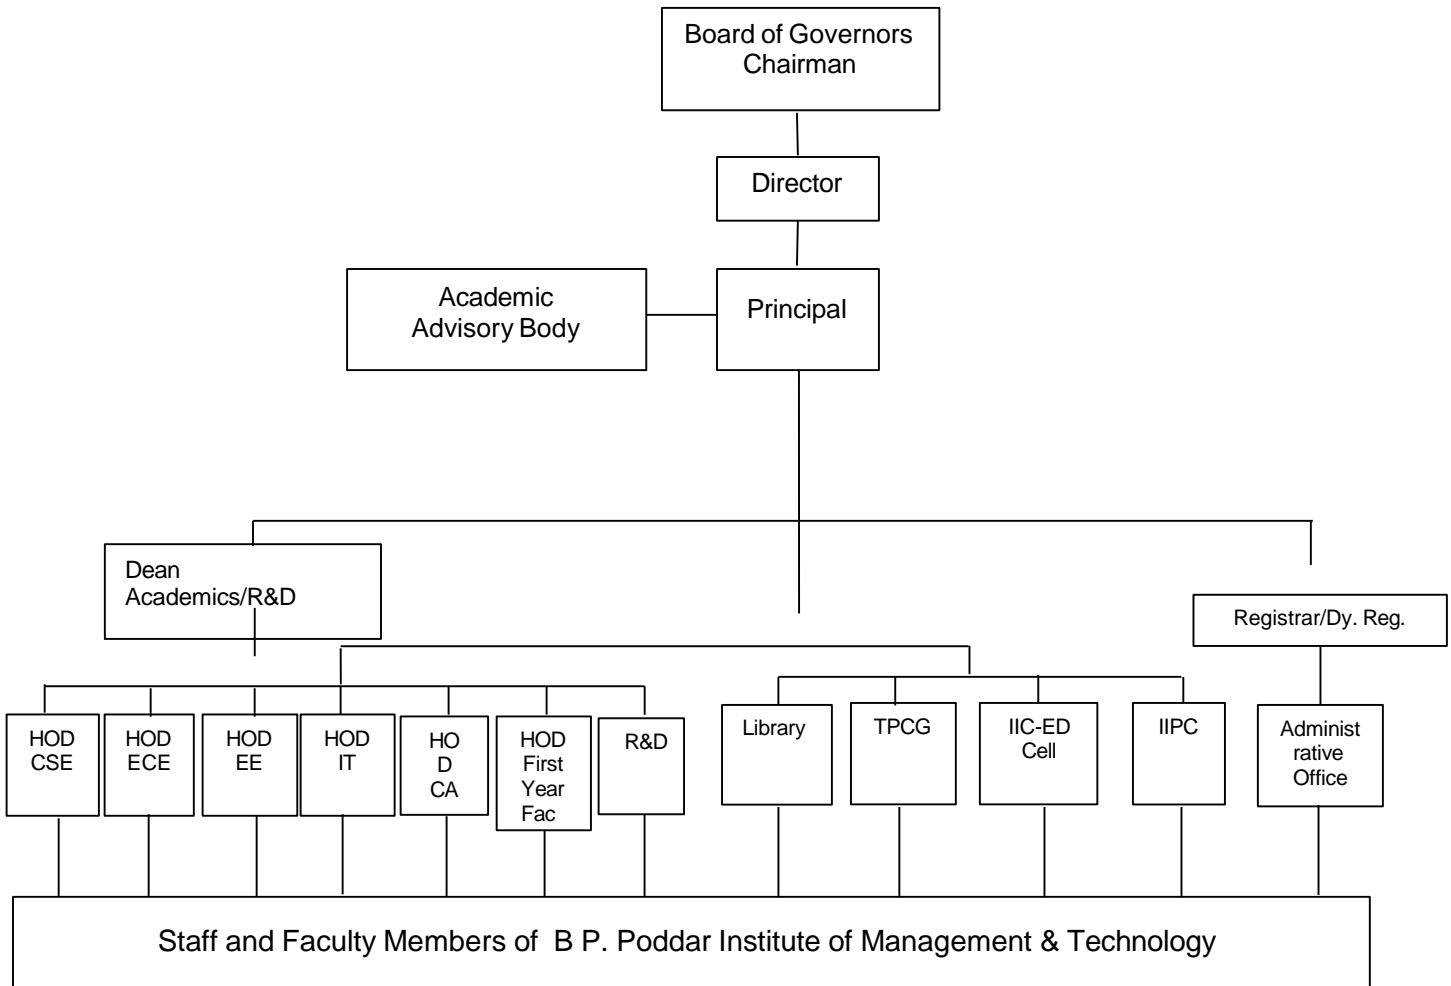 Board of Governors
Chairman
Director
Academic
Advisory Body
Principal
Dean
Academics/R&D
Registrar/Dy. Reg.
HOD
CSE
HOD
ECE
HOD
EE
HOD
IT
HO
D
CA
HOD
First
Year
Fac
R&D
Library
TPCG
IIC-ED
Cell
IIPC
Administ
rative
Office
Staff and Faculty Members of B P. Poddar Institute of Management & Technology